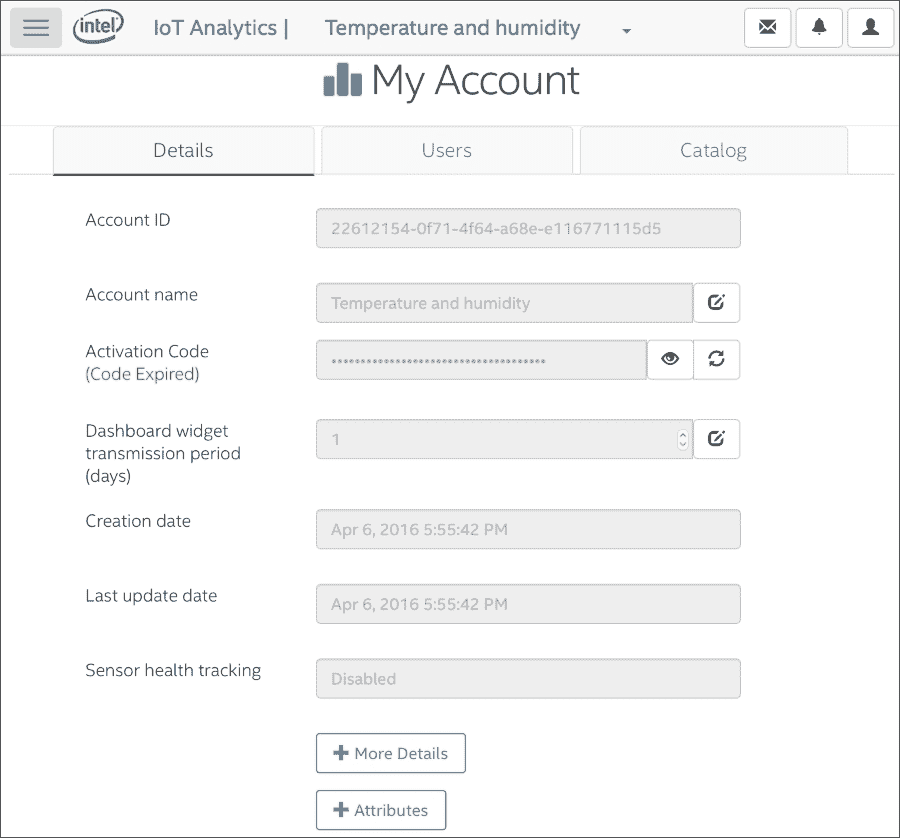 intel IoT Analytics | Temperature and humidity
My Account
Details Users Catalog
Account ID 22612154-0f71-4f64-a68e-e116771115d5
Account name Temperature and humidity
Activation Code
(Code Expired) ************************************
Dashboard widget
transmission period
(days) 1
Creation date Apr 6, 2016 5:55:42 PM
Last update date Apr 6, 2016 5:55:42 PM
Sensor health tracking Disabled
More Details
Attributes